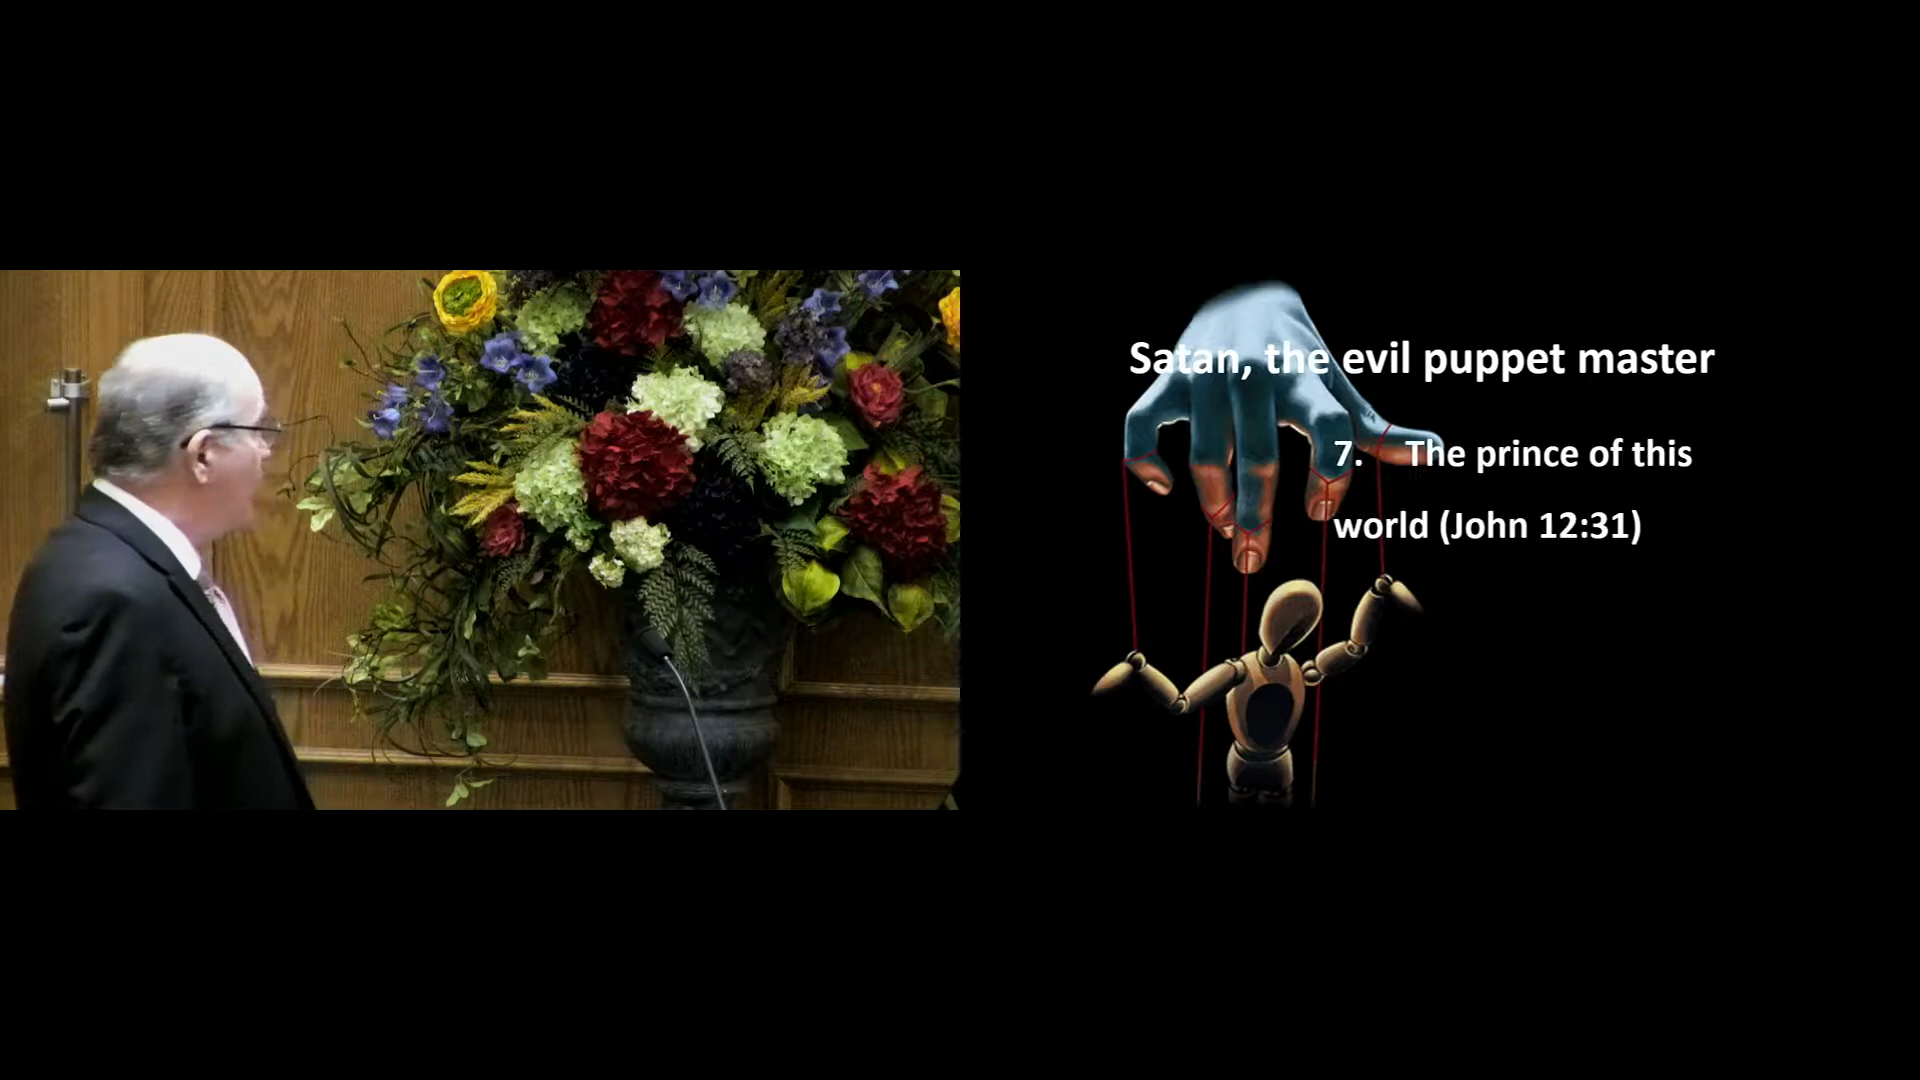 Satan, the evil puppet master
7. The prince of this
world (John 12:31)